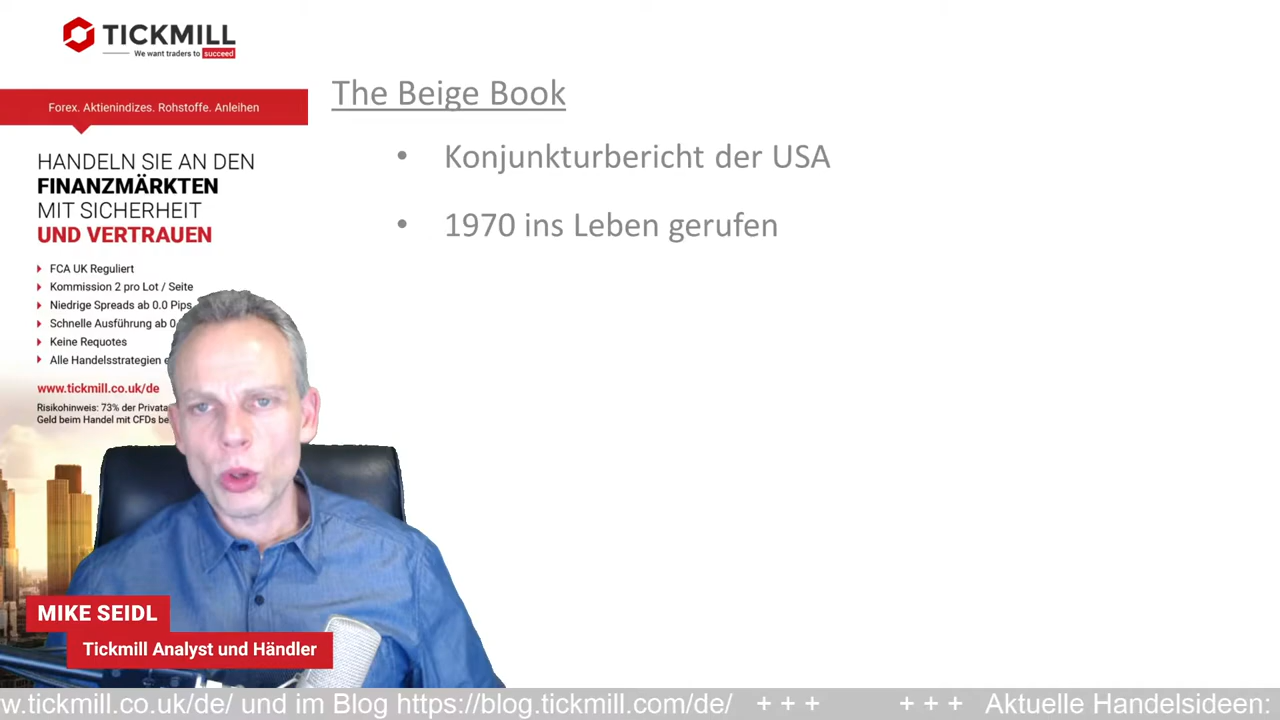 TICKMILL
We want traders to succeed
Forex. Aktienindizes. Rohstoffe. Anleihen
HANDELN SIE AN DEN
FINANZMÄRKTEN
MIT SICHERHEIT
UND VERTRAUEN
FCA UK Reguliert
Kommission 2 pro Lot / Seite
Niedrige Spreads ab 0.0 Pips
Schnelle Ausführung ab
Keine Requotes
Alle Handelsstrategien
www.tickmill.co.uk/de
Risikohinweis: 73% der
Geld beim Handel mit CFDs
The Beige Book
• Konjunkturbericht der USA
• 1970 ins Leben gerufen
MIKE SEIDL
Tickmill Analyst und Händler
w.tickmill.co.uk/de/ und im Blog https://blog.tickmill.com/de/ + + + + + + Aktuelle Handelsideen: